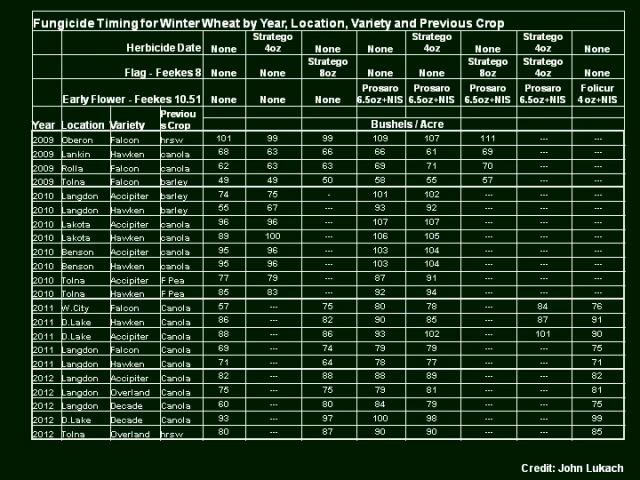 Fungicide Timing for Winter Wheat by Year, Location, Variety and Previous Crop
Herbicide Date None Stratego 4oz None None Stratego 4oz None Stratego 4oz None
Flag - Feekes 8 None None Stratego 8oz None None Stratego 8oz Stratego 4oz None
Early Flower - Feekes 10.51 None None None Prosaro 6.5oz+NIS Prosaro 6.5oz+NIS Prosaro 6.5oz+NIS Prosaro 6.5oz+NIS Folicur 4 oz+NIS
Year Location Variety Previou s Crop Bushels / Acre
2009 Oberon Falcon hrsw 101 99 99 109 107 111 --- ---
2009 Lankin Hawken canola 68 63 66 66 61 69 --- ---
2009 Rolla Falcon canola 62 63 63 69 71 70 --- ---
2009 Tolna Falcon barley 49 49 50 58 55 57 --- ---
2010 Langdon Accipiter barley 74 75 - 101 102 --- --- ---
2010 Langdon Hawken barley 55 67 --- 93 92 --- --- ---
2010 Lakota Accipiter canola 96 96 --- 107 107 --- --- ---
2010 Lakota Hawken canola 89 100 --- 106 105 --- --- ---
2010 Benson Accipiter canola 95 96 --- 103 104 --- --- ---
2010 Benson Hawken canola 95 96 --- 103 104 --- --- ---
2010 Tolna Accipiter F Pea 77 79 --- 87 91 --- --- ---
2010 Tolna Hawken F Pea 85 83 --- 92 94 --- --- ---
2011 W.City Falcon Canola 57 --- 75 80 78 --- 84 76
2011 D.Lake Hawken Canola 86 --- 82 90 85 --- 87 91
2011 D.Lake Accipiter Canola 88 --- 86 93 102 --- 101 90
2011 Langdon Falcon Canola 69 --- 74 79 79 --- --- 75
2011 Langdon Hawken Canola 71 --- 64 78 77 --- --- 71
2012 Langdon Accipiter Canola 82 --- 88 88 89 --- --- 82
2012 Langdon Overland Canola 75 --- 75 79 81 --- --- 81
2012 Langdon Decade Canola 60 --- 80 84 79 --- --- 75
2012 D.Lake Decade Canola 93 --- 97 100 98 --- --- 99
2012 Tolna Overland hrsw 80 --- 87 90 90 --- --- 85
Credit: John Lukach